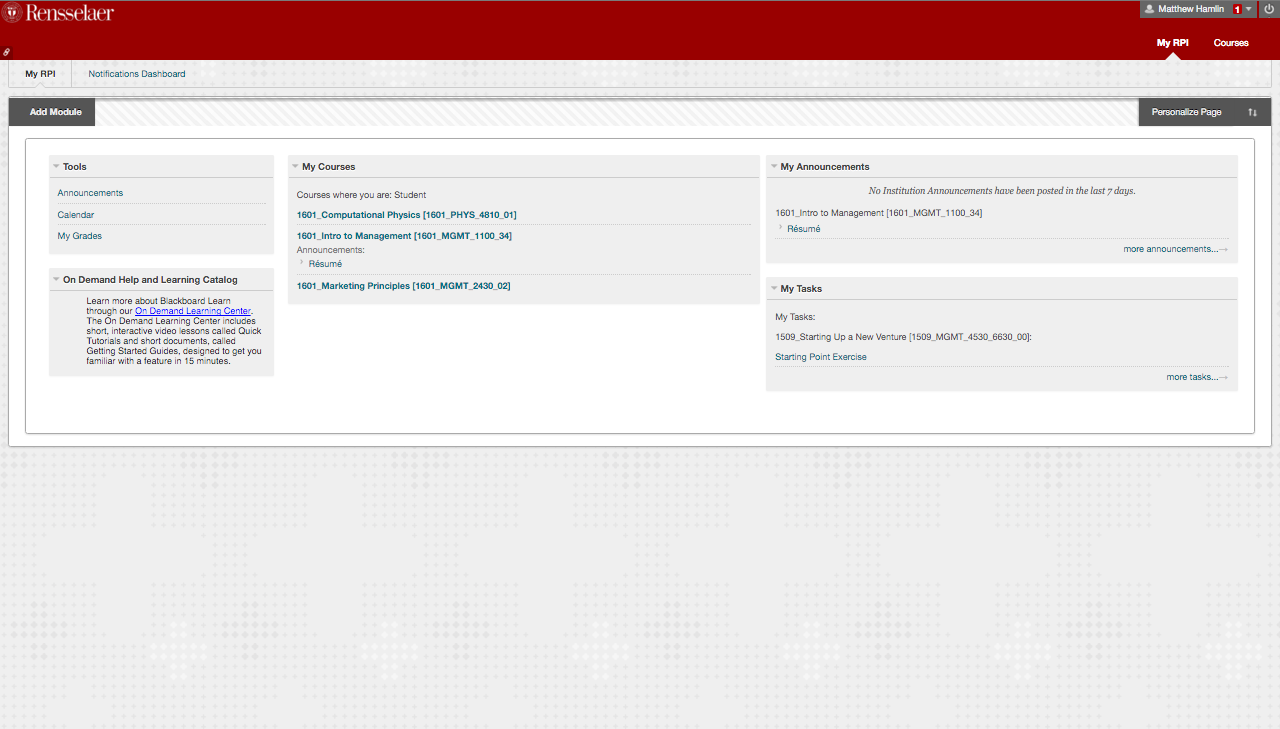 Rensselaer
Matthew Hamlin 1
My RPI Courses
My RPI Notifications Dashboard
Add Module
Personalize Page
Tools
Announcements
Calendar
My Grades
On Demand Help and Learning Catalog
Learn more about Blackboard Learn
through our On Demand Learning Center.
The On Demand Learning Center includes
short, interactive video lessons called Quick
Tutorials and short documents, called
Getting Started Guides, designed to get you
familiar with a feature in 15 minutes.
My Courses
Courses where you are: Student
1601_Computational Physics [1601_PHYS_4810_01]
1601_Intro to Management [1601_MGMT_1100_34]
Announcements:
Résumé
1601_Marketing Principles [1601_MGMT_2430_02]
My Announcements
No Institution Announcements have been posted in the last 7 days.
1601_Intro to Management [1601_MGMT_1100_34]
Résumé
more announcements...→
My Tasks
My Tasks:
1509_Starting Up a New Venture [1509_MGMT_4530_6630_00]:
Starting Point Exercise
more tasks...→